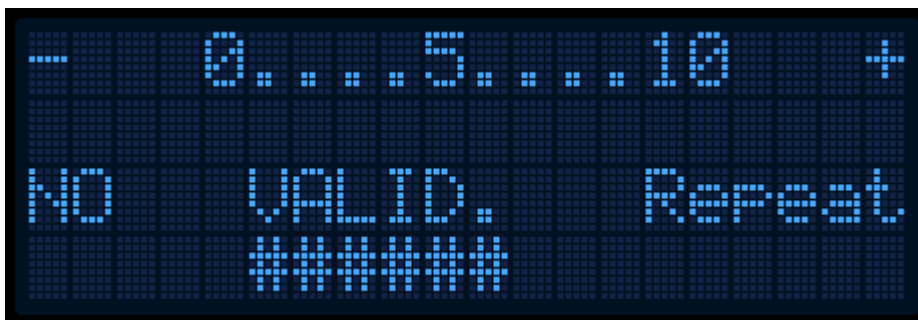 -   0....5....10   +
NO   VALID.   Repeat
######